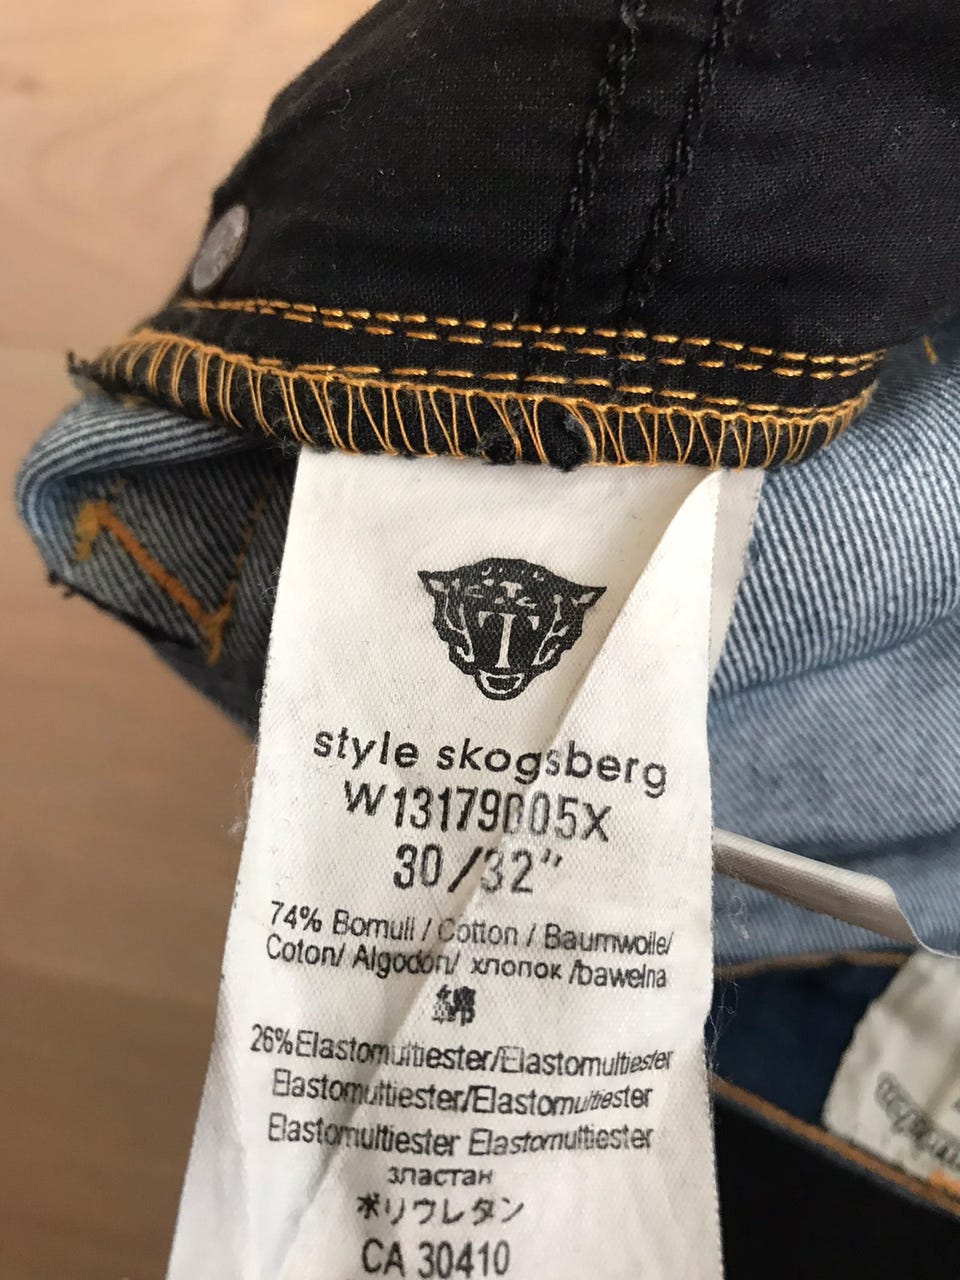 style skogsberg
W13179005X
30/32"
74% Bomull / Cotton / Baumwolle/
Coton/ Algodón/ хлопок /bawełna
綿
26%Elastomultiester/Elastomultiester
Elastomultiester/Elastomultiester
Elastomultiester Elastomultiester
эластан
ポリウレタン
CA 30410